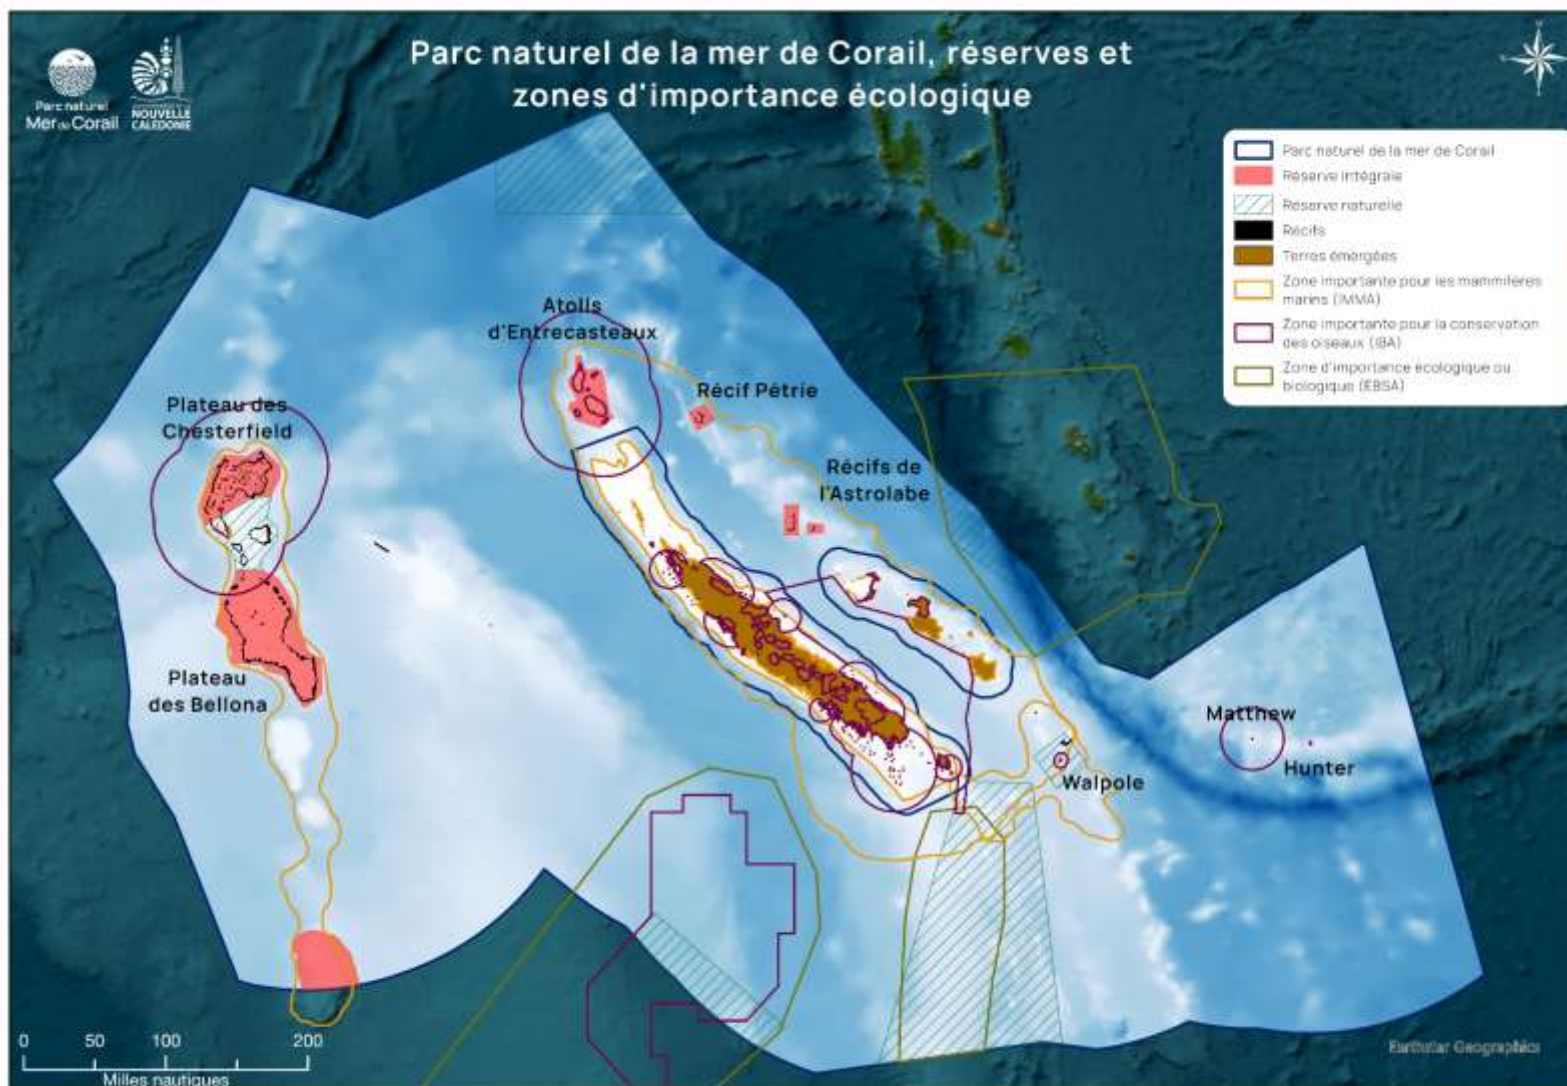 Parc naturel de la mer de Corail, réserves et
zones d'importance écologique
Parc naturel
Mer de Corail
NOUVELLE
CALÉDONIE
Parc naturel de la mer de Corail
Réserve intégrale
Réserve naturelle
Récifs
Terres émergées
Zone importante pour les mammifères
marins (IMMA)
Zone importante pour la conservation
des oiseaux (IBA)
Zone d'importance écologique ou
biologique (EBSA)
Atolls
d'Entrecasteaux
Récif Pétrie
Plateau des
Chesterfield
Récifs de
l'Astrolabe
Plateau
des Bellona
Matthew
Hunter
Walpole
0 50 100 200
Milles nautiques
Earthstar Geographics